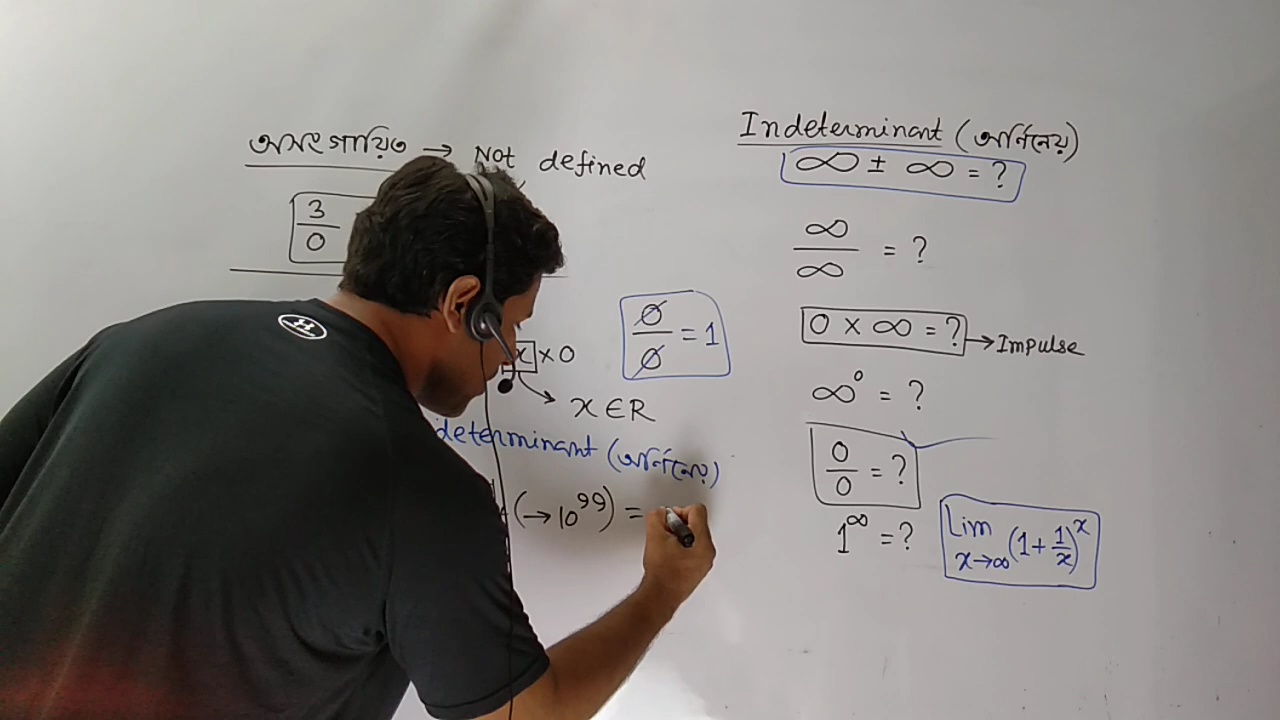 অসংগায়িত → Not defined
3
0
x × 0
0
0
= 1
→ x ∈ R
determinant (অনির্নেয়)
(→ 10⁹⁹) =
Indeterminant (অনির্নেয়)
∞ ± ∞ = ?
∞
∞
= ?
0 × ∞ = ? → Impulse
∞⁰ = ?
0
0
= ?
1^∞ = ?
Lim x→∞ (1 + 1/x)^x